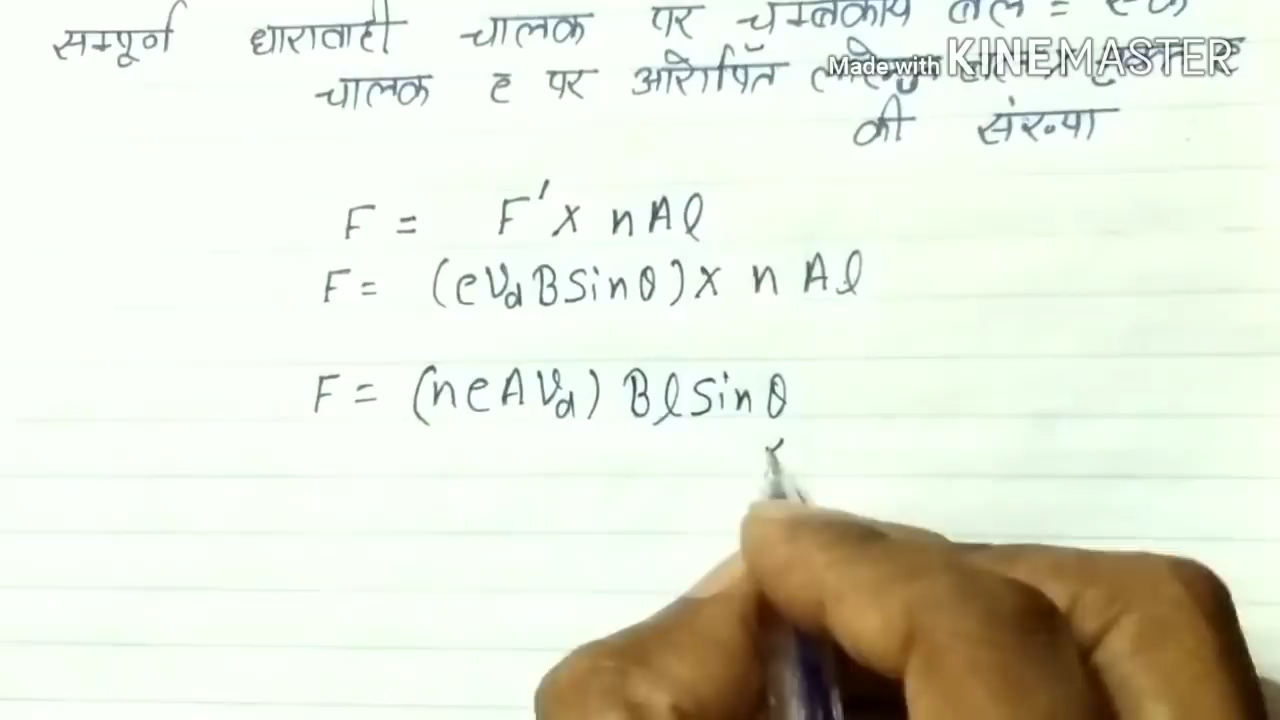 सम्पूर्न धारावाही चालक पर चुम्बकीय बल = एक
चालक e पर आरोपित
Made with KINEMASTER
की संख्या
F = F' x nAl
F = (eVdBSinθ) x nAl
F = (neAVd) BlSinθ